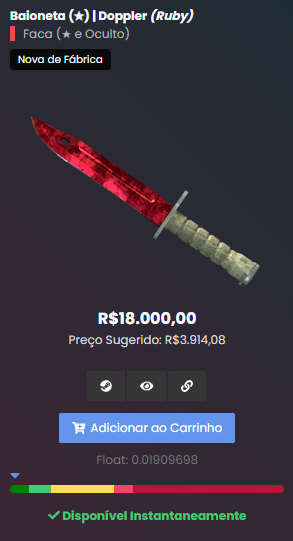 Baioneta (★) | Doppler (Ruby)
Faca (★ e Oculto)
Nova de Fábrica
R$18.000,00
Preço Sugerido: R$3.914,08
Adicionar ao Carrinho
Float: 0.01909698
Disponível Instantaneamente